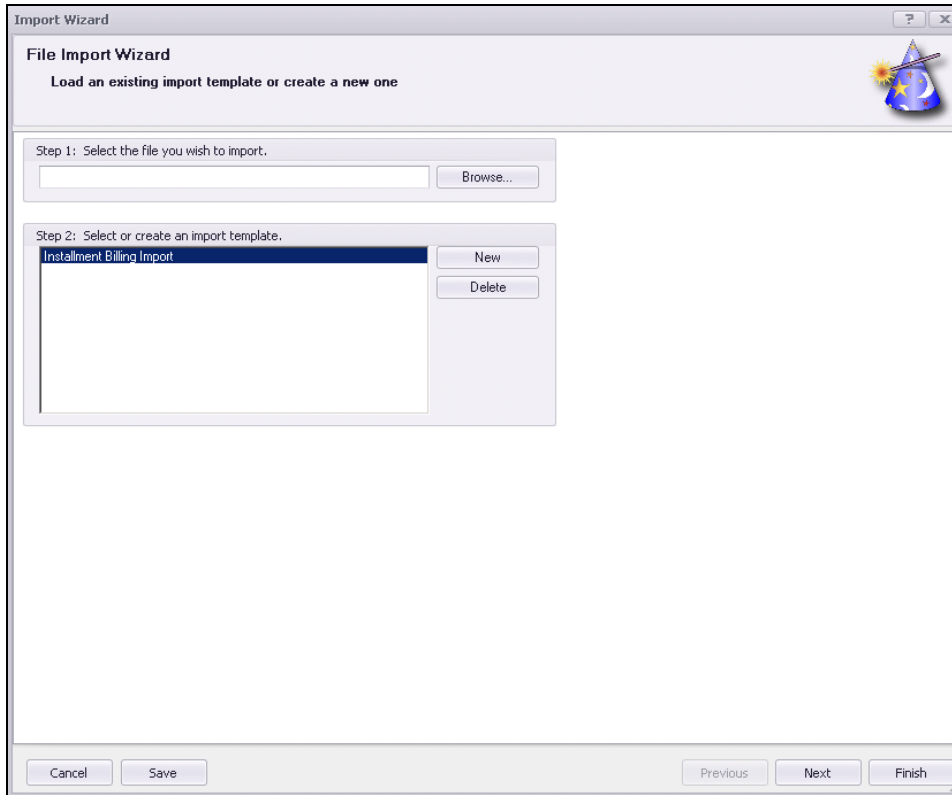 Import Wizard
?
X
File Import Wizard
Load an existing import template or create a new one
Step 1: Select the file you wish to import.
Browse...
Step 2: Select or create an import template.
Installment Billing Import
New
Delete
Cancel
Save
Previous
Next
Finish